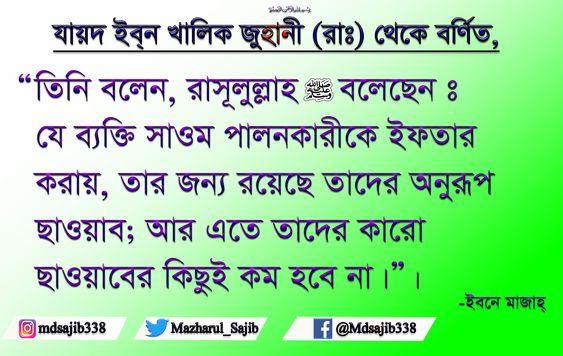 যায়দ ইব্‌ন খালিক জুহানী (রাঃ) থেকে বর্ণিত,
“তিনি বলেন, রাসূলুল্লাহ ﷺ বলেছেন ঃ
যে ব্যক্তি সাওম পালনকারীকে ইফতার
করায়, তার জন্য রয়েছে তাদের অনুরূপ
ছাওয়াব; আর এতে তাদের কারো
ছাওয়াবের কিছুই কম হবে না।”।
-ইবনে মাজাহ্
mdsajib338 Mazharul_Sajib @Mdsajib338